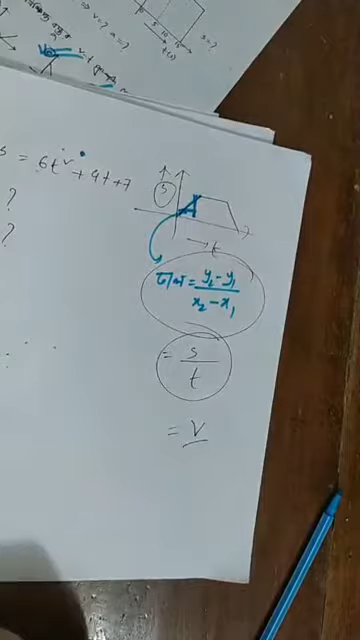 ⇒ v=? a=?
s=?
t(s)
s = 6t² + 4t + 7
?
?
s
→ t
ঢাল = y₂-y₁ / x₂-x₁
= s / t
= v